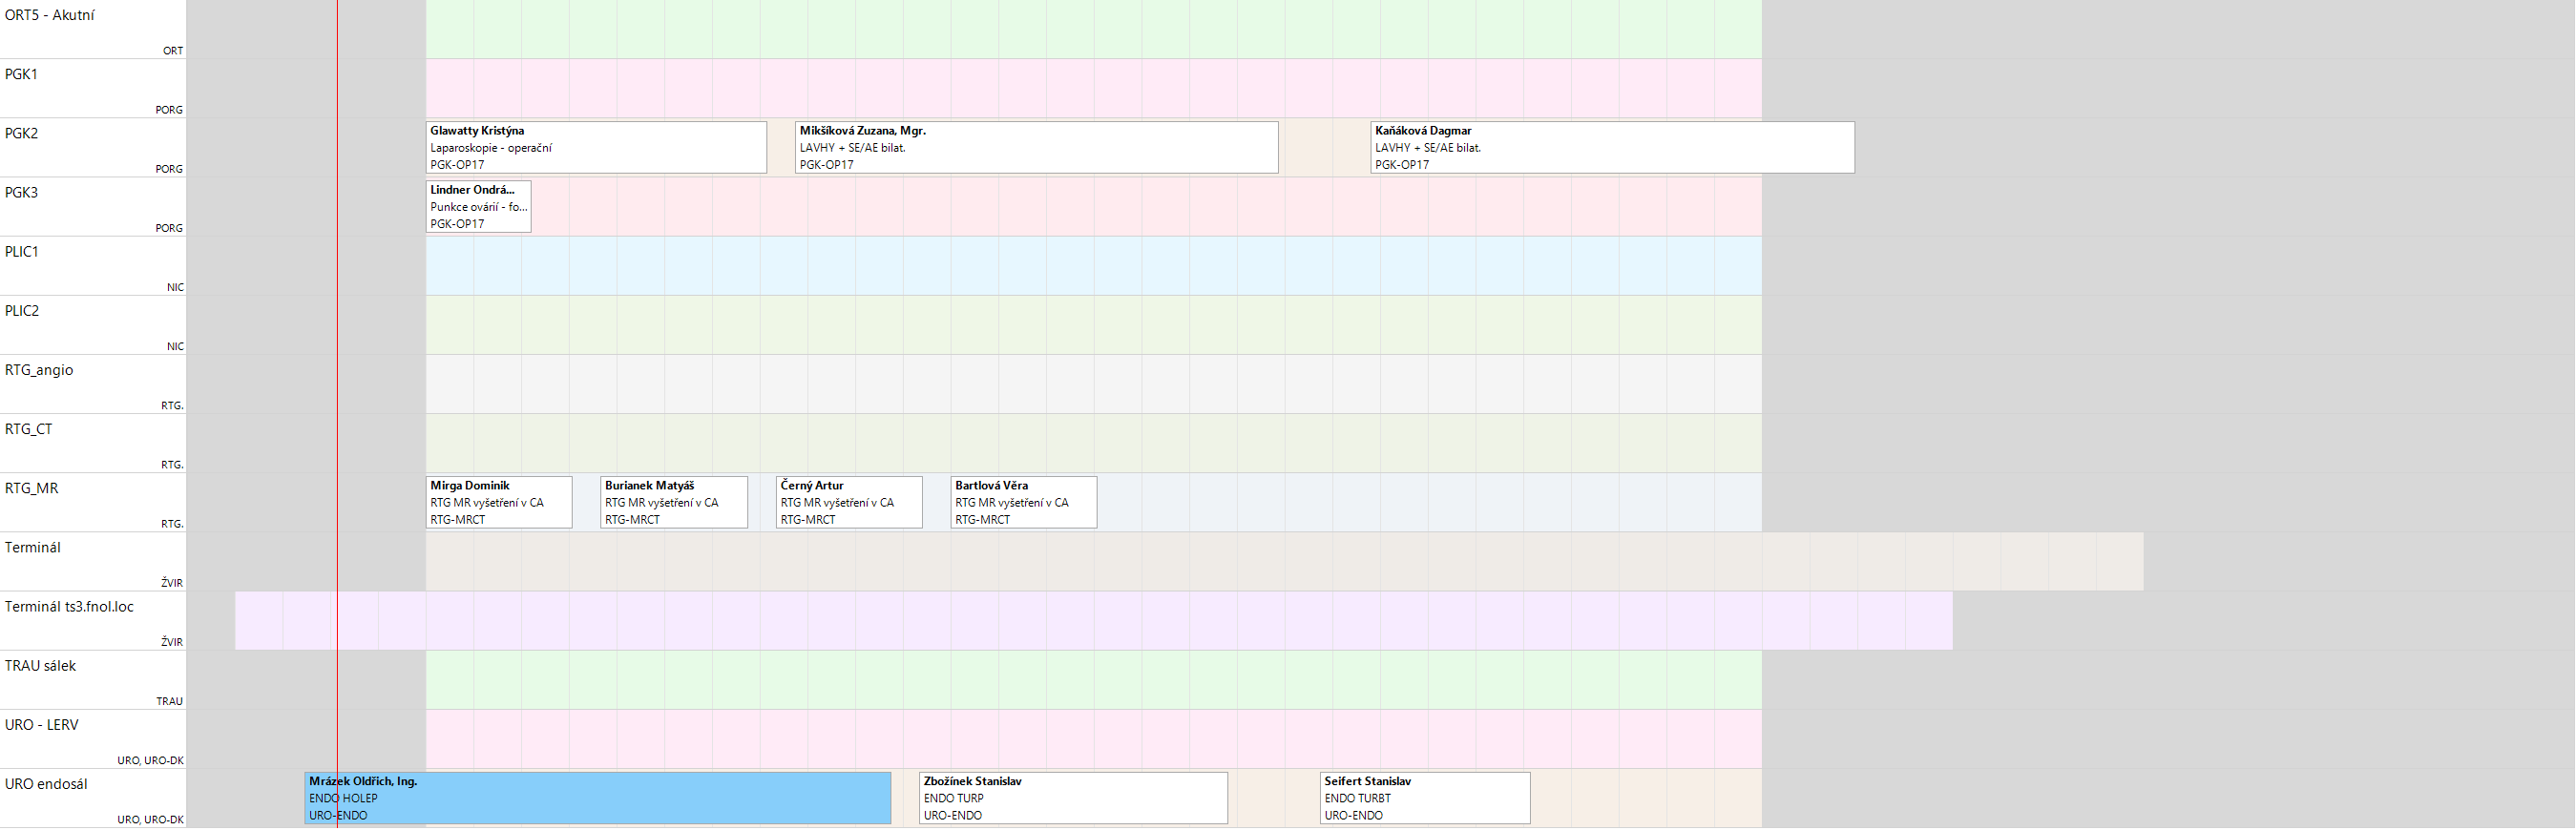 ORT5 - Akutní
ORT
PGK1
PORG
PGK2
PORG
Glawatty Kristýna
Laparoskopie - operační
PGK-OP17
Mikšíková Zuzana, Mgr.
LAVHY + SE/AE bilat.
PGK-OP17
Kaňáková Dagmar
LAVHY + SE/AE bilat.
PGK-OP17
PGK3
PORG
Lindner Ondrá...
Punkce ovárií - fo...
PGK-OP17
PLIC1
NIC
PLIC2
NIC
RTG_angio
RTG.
RTG_CT
RTG.
RTG_MR
RTG.
Mirga Dominik
RTG MR vyšetření v CA
RTG-MRCT
Burianek Matyáš
RTG MR vyšetření v CA
RTG-MRCT
Černý Artur
RTG MR vyšetření v CA
RTG-MRCT
Bartlová Věra
RTG MR vyšetření v CA
RTG-MRCT
Terminál
ŽVIR
Terminál ts3.fnol.loc
ŽVIR
TRAU sálek
TRAU
URO - LERV
URO, URO-DK
URO endosál
URO, URO-DK
Mrázek Oldřich, Ing.
ENDO HOLEP
URO-ENDO
Zbožínek Stanislav
ENDO TURP
URO-ENDO
Seifert Stanislav
ENDO TURBT
URO-ENDO